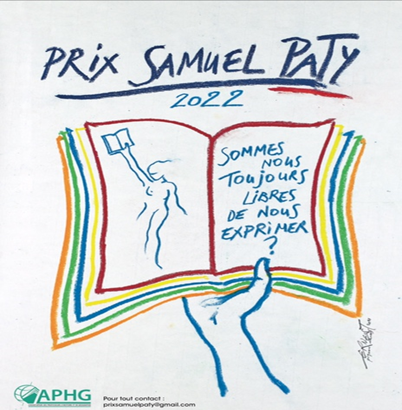 PRIX SAMUEL PATY
2022
SOMMES
NOUS
TOUJOURS
LIBRES
DE NOUS
EXPRIMER
?
APHG
Pour tout contact :
prixsamuelpaty@gmail.com